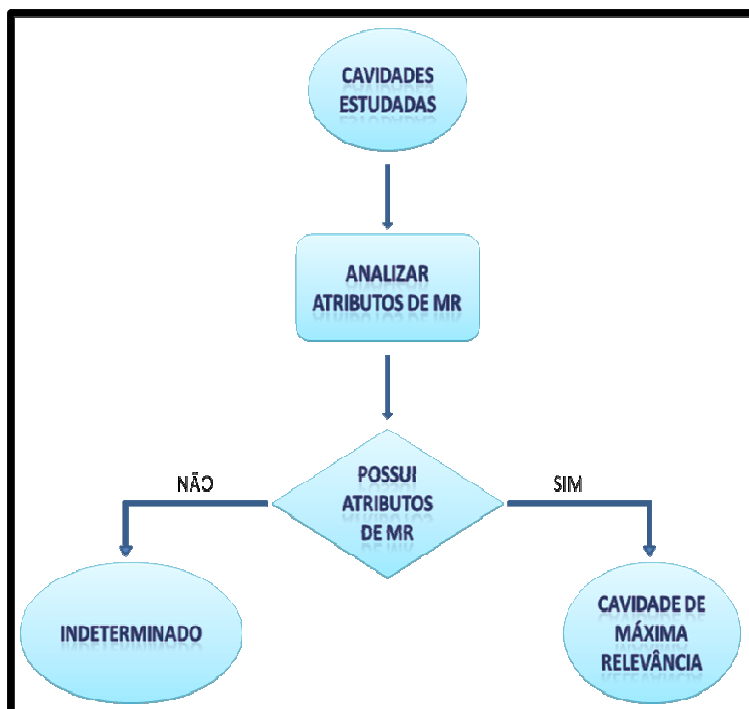 CAVIDADES
ESTUDADAS
ANALIZAR
ATRIBUTOS DE MR
POSSUI
ATRIBUTOS
DE MR
NÃO
SIM
INDETERMINADO
CAVIDADE DE
MÁXIMA
RELEVÂNCIA